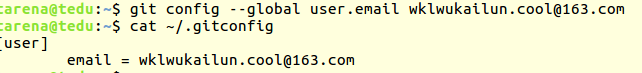 tarena@tedu:~$ git config --global user.email wklwukailun.cool@163.com
tarena@tedu:~$ cat ~/.gitconfig
[user]
        email = wklwukailun.cool@163.com